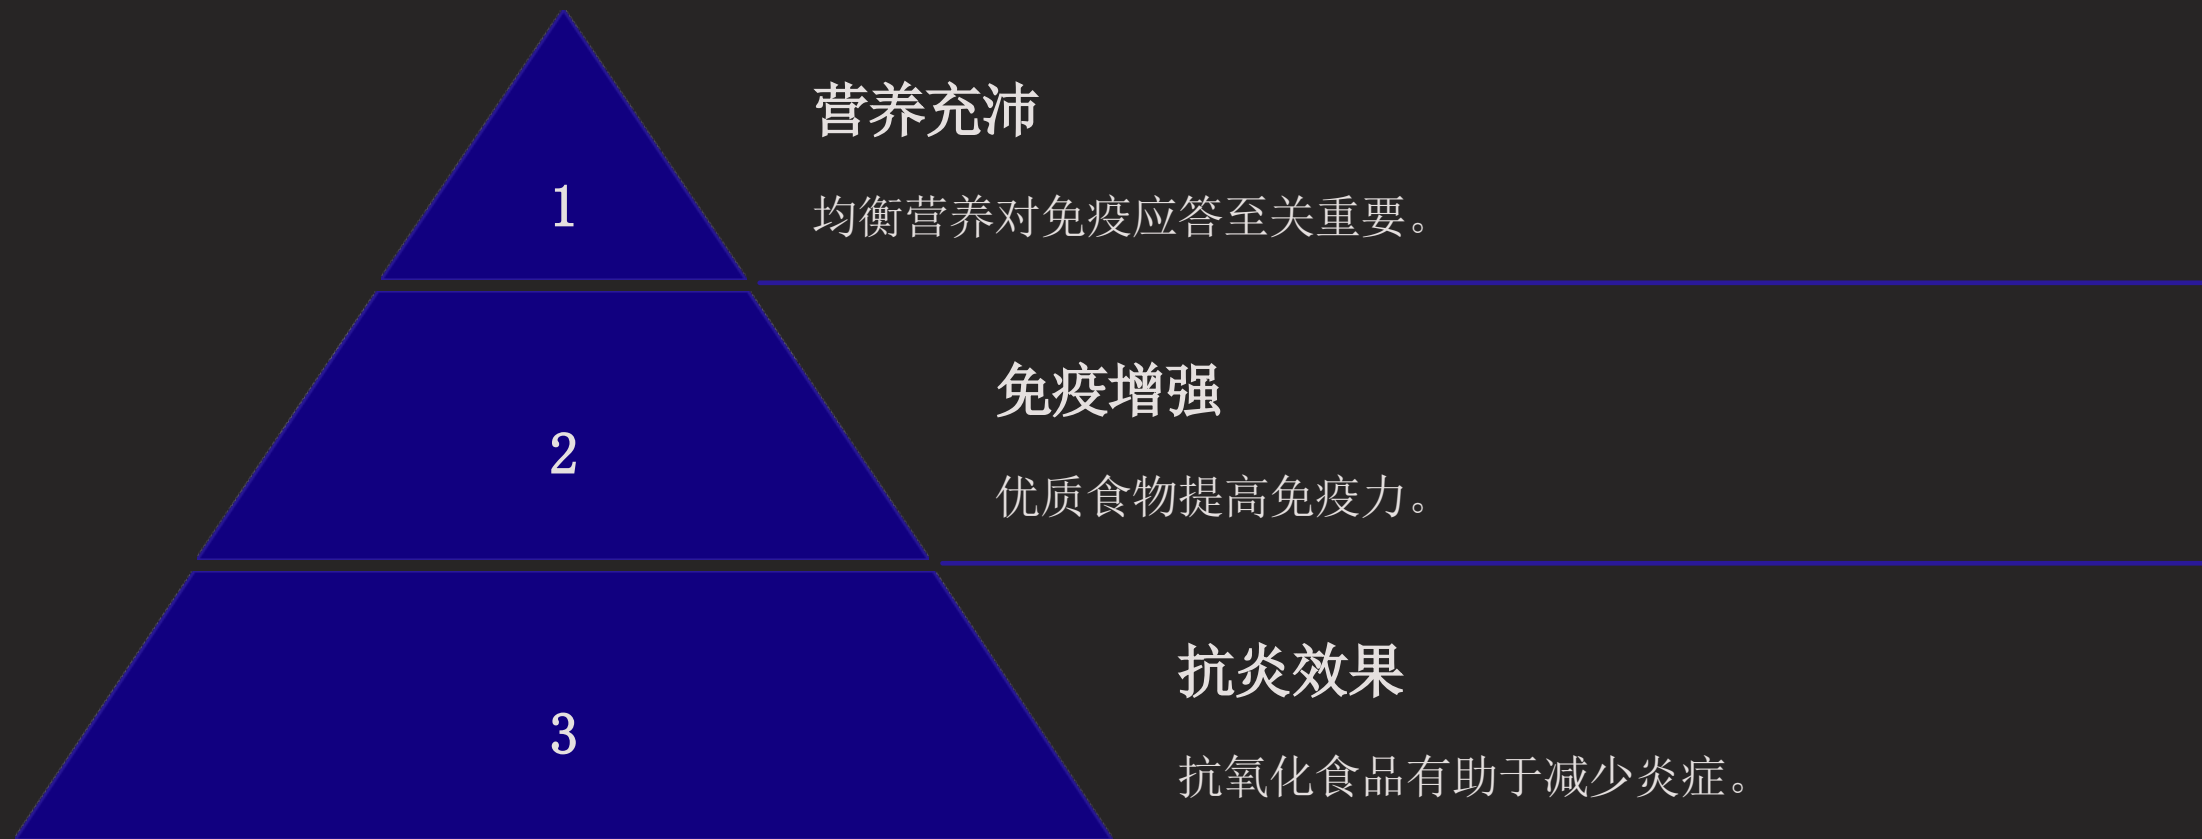 1
营养充沛
均衡营养对免疫应答至关重要。
2
免疫增强
优质食物提高免疫力。
3
抗炎效果
抗氧化食品有助于减少炎症。